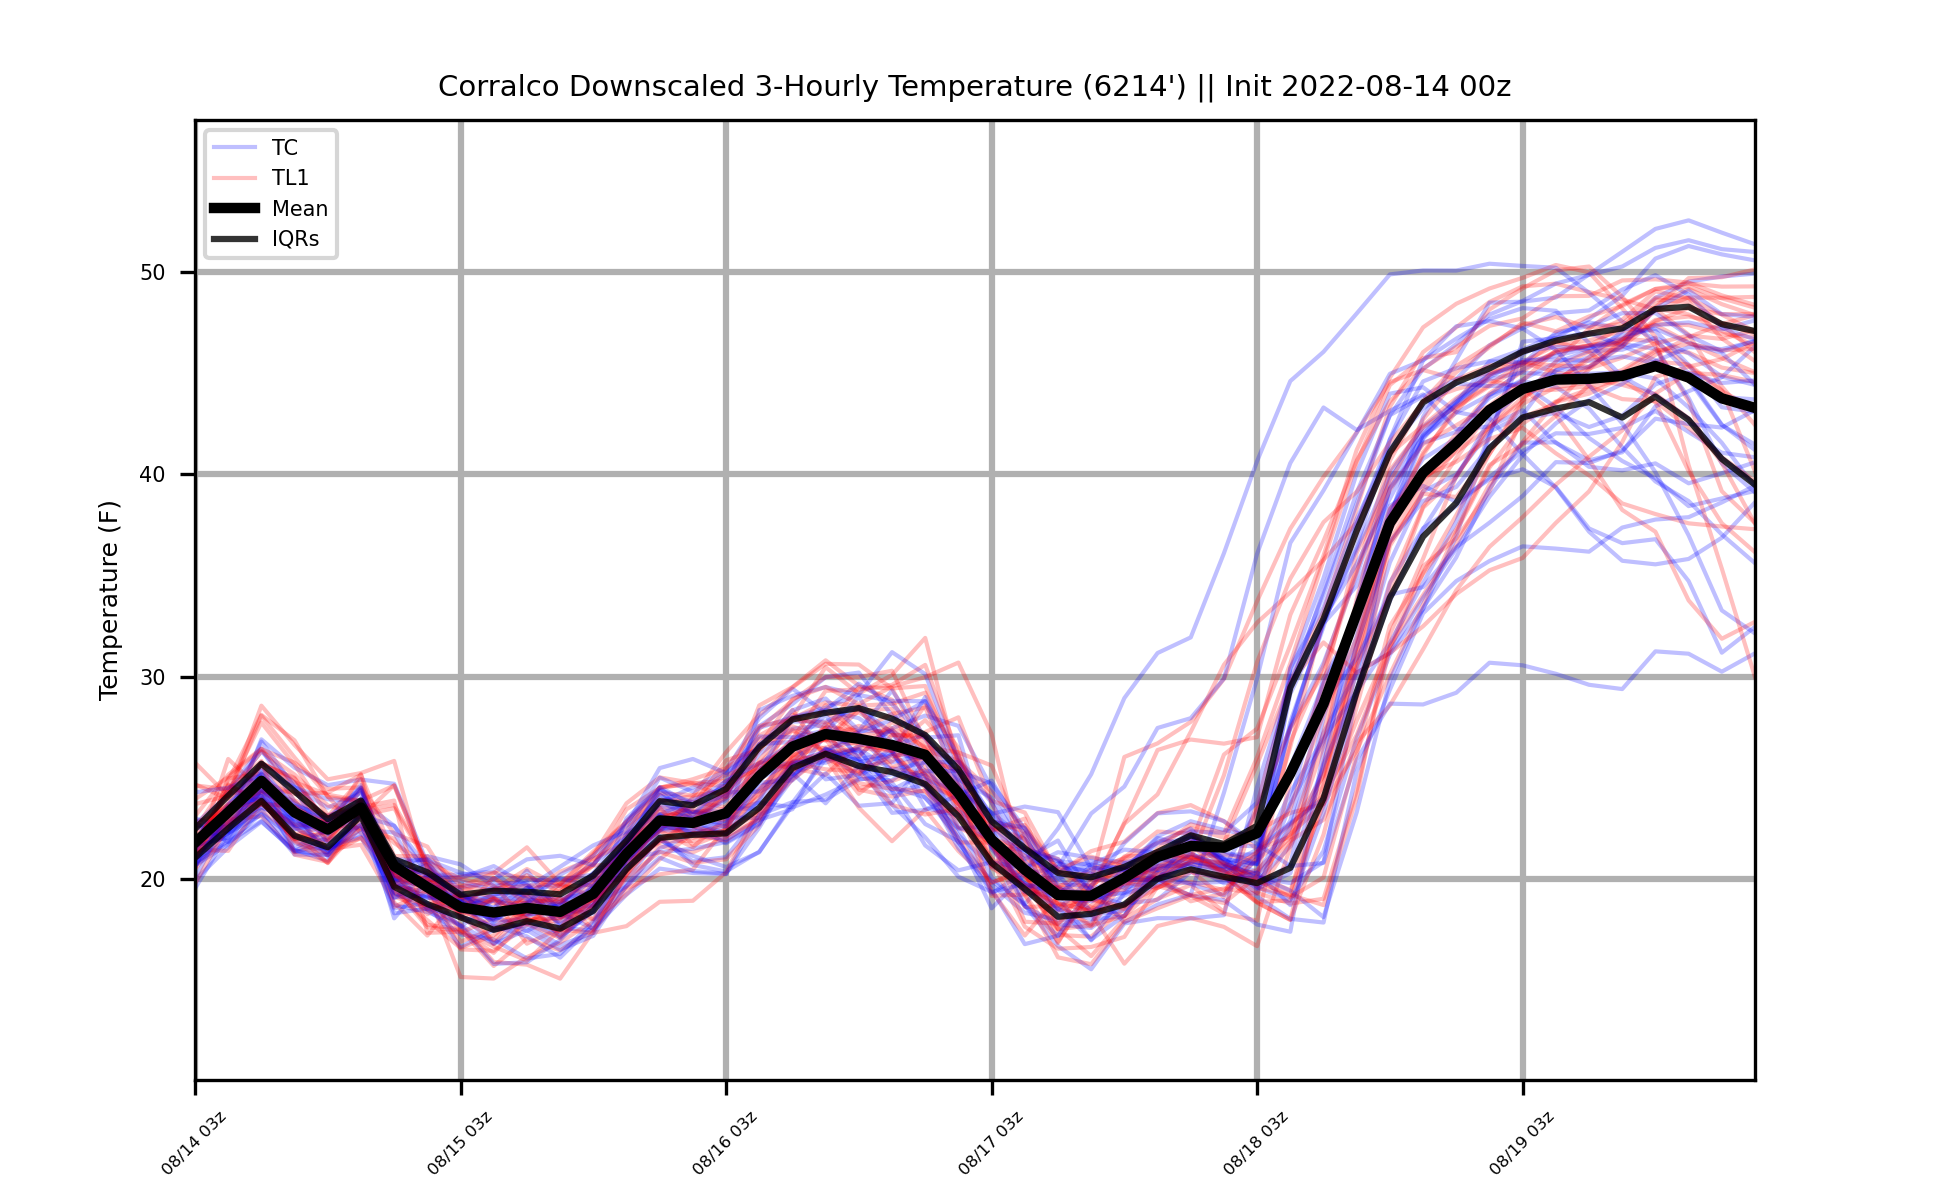 Corralco Downscaled 3-Hourly Temperature (6214') || Init 2022-08-14 00z
TC
TL1
Mean
IQRs
Temperature (F)
50
40
30
20
08/14 03z
08/15 03z
08/16 03z
08/17 03z
08/18 03z
08/19 03z